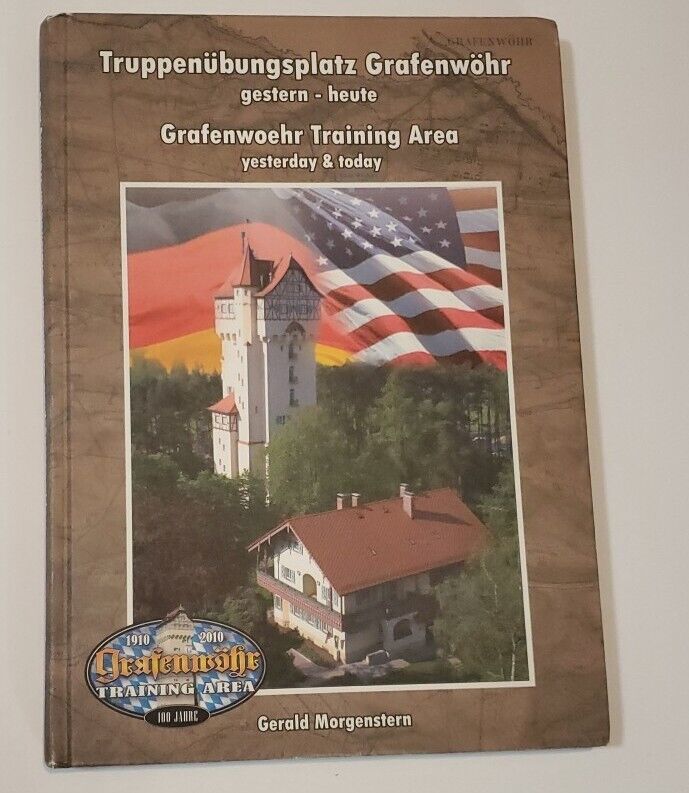 GRAFENWÖHR
Truppenübungsplatz Grafenwöhr
gestern - heute
Grafenwoehr Training Area
yesterday & today
1910 2010
Grafenwöhr
TRAINING AREA
100 JAHRE
Gerald Morgenstern